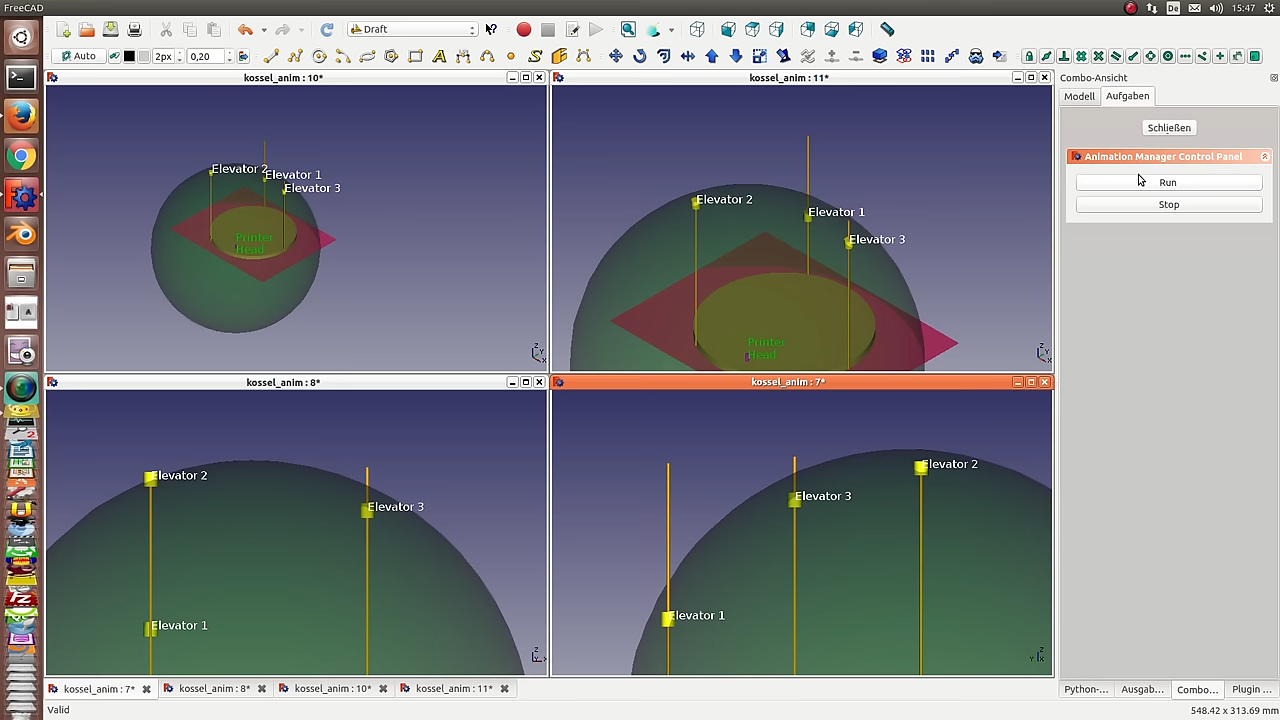 FreeCAD
De
15:47
Draft
Auto
2px
0,20
kossel_anim : 10*
Elevator 2
Elevator 1
Elevator 3
Printer
Head
kossel_anim : 11*
Elevator 2
Elevator 1
Elevator 3
Printer
Head
kossel_anim : 8*
Elevator 2
Elevator 3
Elevator 1
kossel_anim : 7*
Elevator 2
Elevator 3
Elevator 1
Combo-Ansicht
Modell
Aufgaben
Schließen
Animation Manager Control Panel
Run
Stop
kossel_anim : 7*
kossel_anim : 8*
kossel_anim : 10*
kossel_anim : 11*
Python-...
Ausgab...
Combo...
Plugin ...
Valid
548.42 x 313.69 mm